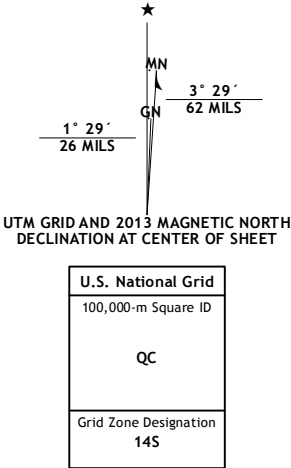 ★
MN
3° 29´
62 MILS
GN
1° 29´
26 MILS
UTM GRID AND 2013 MAGNETIC NORTH
DECLINATION AT CENTER OF SHEET
U.S. National Grid
100,000-m Square ID
QC
Grid Zone Designation
14S